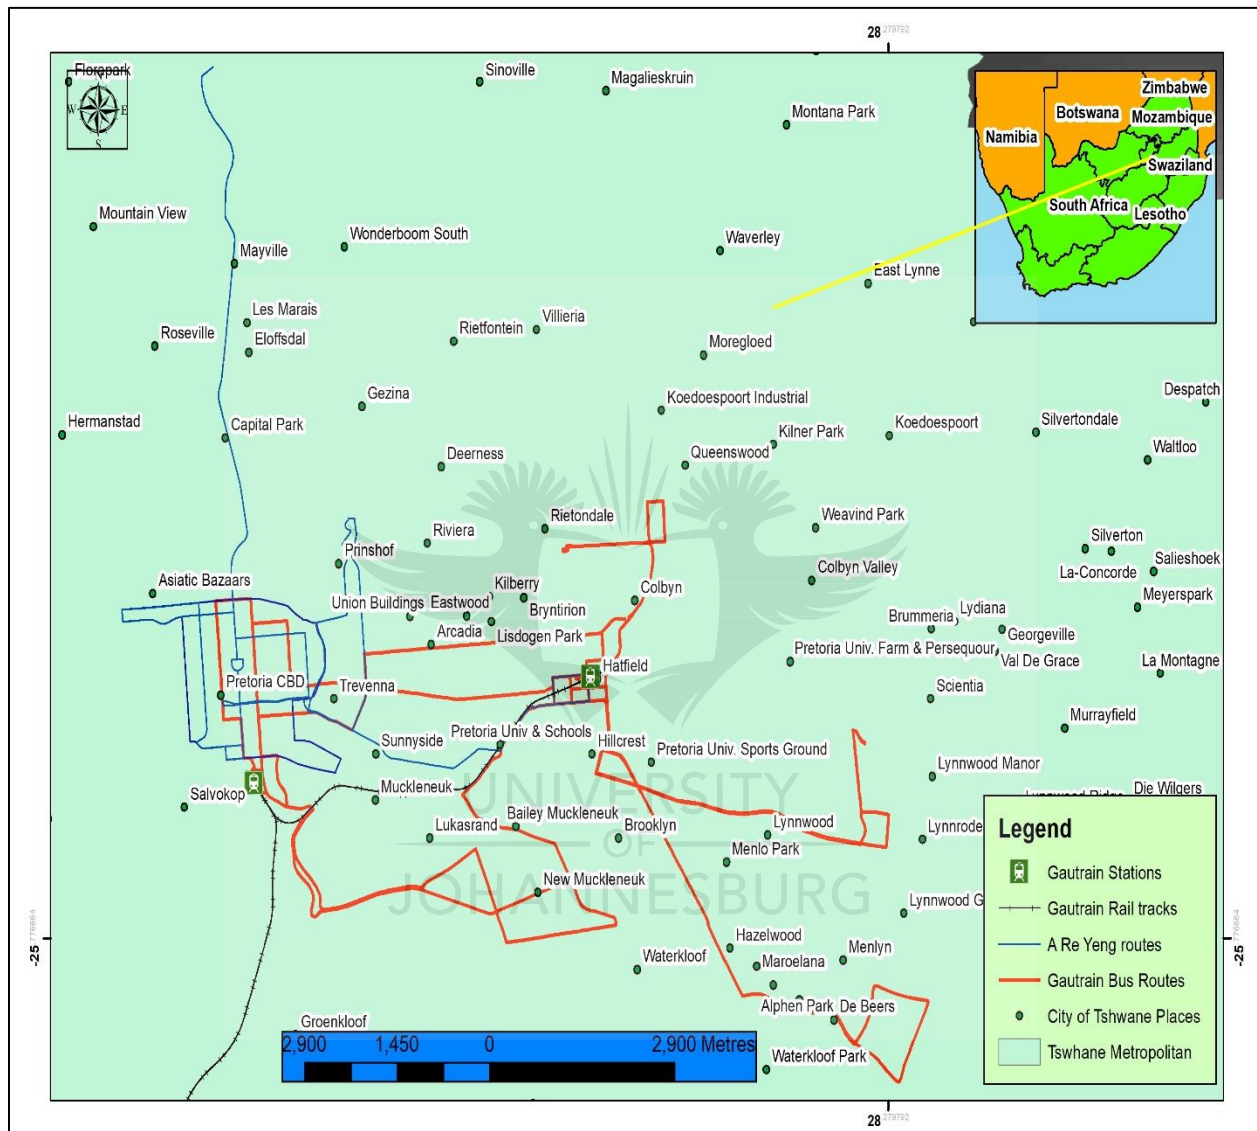 28 279792
Florapark
Sinoville
Magalieskruin
Montana Park
N
W E
S
Zimbabwe
Botswana
Mozambique
Namibia
Swaziland
South Africa
Lesotho
Mountain View
Wonderboom South
Waverley
Mayville
East Lynne
Les Marais
Villieria
Roseville
Eloffsdal
Rietfontein
Moregloed
Gezina
Koedoespoort Industrial
Despatch
Hermanstad
Capital Park
Kilner Park
Koedoespoort
Silvertondale
Deerness
Queenswood
Waltloo
Riviera
Rietondale
Weavind Park
Silverton
Prinshof
La-Concorde
Salieshoek
Asiatic Bazaars
Kilberry
Colbyn
Colbyn Valley
Meyerspark
Union Buildings
Eastwood
Bryntirion
Brummeria
Lydiana
Arcadia
Lisdogen Park
Georgeville
Hatfield
Pretoria Univ. Farm & Persequour
Val De Grace
La Montagne
Pretoria CBD
Trevenna
Scientia
Murrayfield
Sunnyside
Pretoria Univ & Schools
Hillcrest
Pretoria Univ. Sports Ground
Lynnwood Manor
Salvokop
Muckleneuk
UNIVERSITY
Die Wilgers
Lynnwood Ridge
Lukasrand
Bailey Muckleneuk
Brooklyn
Lynnwood
Lynnrode
OF
Menlo Park
New Muckleneuk
JOHANNESBURG
Lynnwood G
Hazelwood
Menlyn
Waterkloof
Maroelana
Alphen Park
De Beers
Groenkloof
Waterkloof Park
2,900 1,450 0 2,900 Metres
Legend
Gautrain Stations
Gautrain Rail tracks
A Re Yeng routes
Gautrain Bus Routes
City of Tshwane Places
Tswhane Metropolitan
-25 776664
-25 776664
28 279792